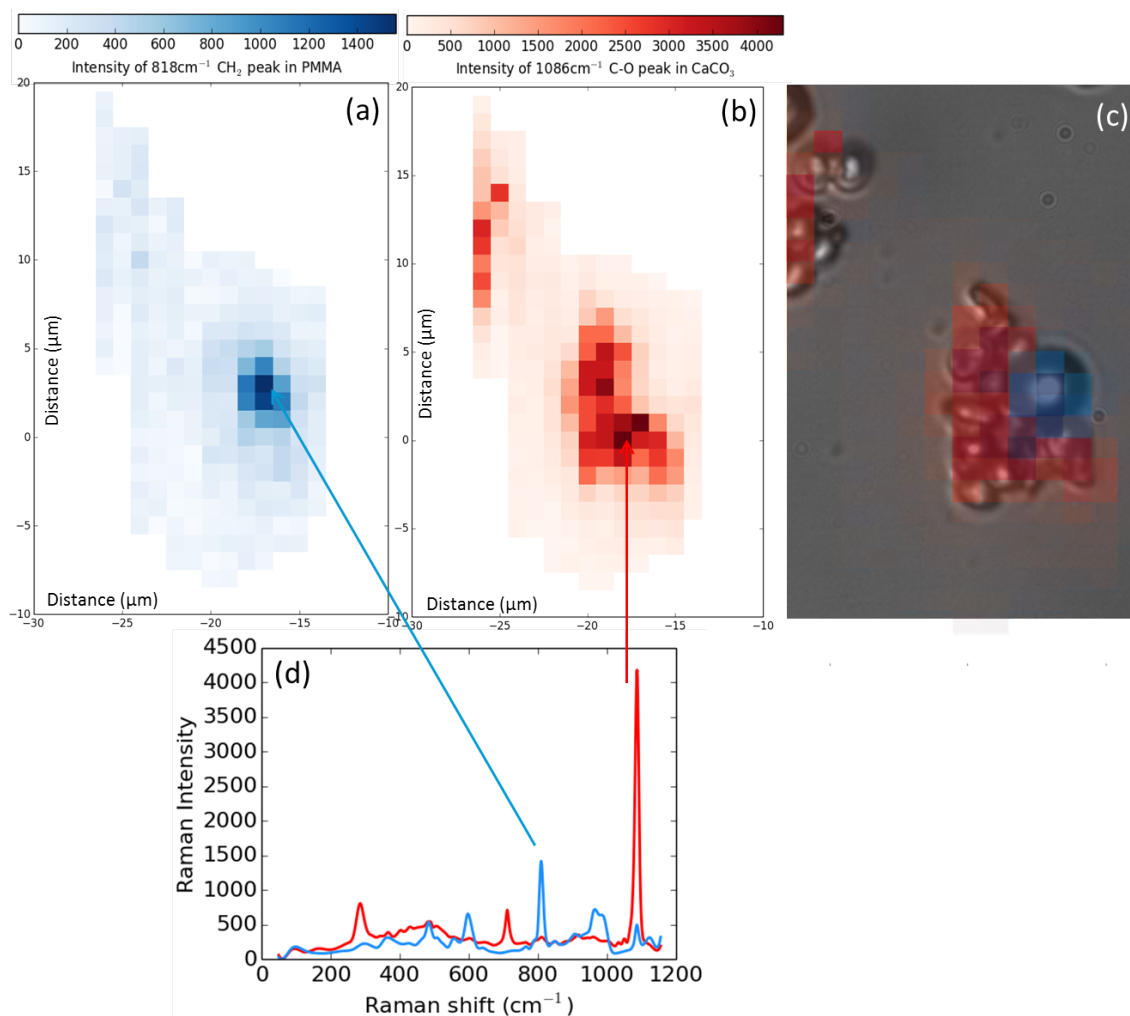 0 200 400 600 800 1000 1200 1400
Intensity of 818cm⁻¹ CH₂ peak in PMMA
0 500 1000 1500 2000 2500 3000 3500 4000
Intensity of 1086cm⁻¹ C-O peak in CaCO₃
(a)
20
15
10
5
0
−5
−10
Distance (μm)
Distance (μm)
−30 −25 −20 −15 −10
(b)
20
15
10
5
0
−5
−10
Distance (μm)
Distance (μm)
−30 −25 −20 −15 −10
(c)
(d)
4500
4000
3500
3000
2500
2000
1500
1000
500
0
Raman Intensity
0 200 400 600 800 1000 1200
Raman shift (cm⁻¹)